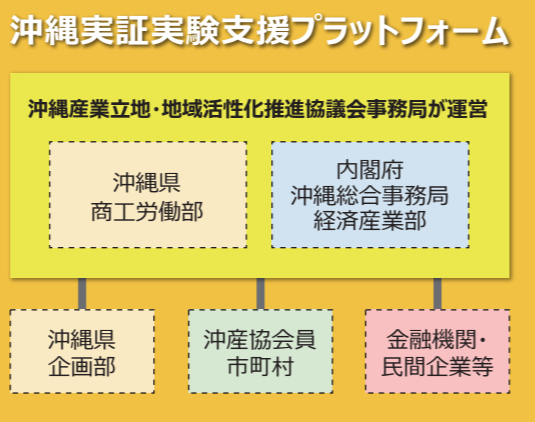 沖縄実証実験支援プラットフォーム
沖縄産業立地・地域活性化推進協議会事務局が運営
沖縄県
商工労働部
内閣府
沖縄総合事務局
経済産業部
沖縄県
企画部
沖産協会員
市町村
金融機関・
民間企業等